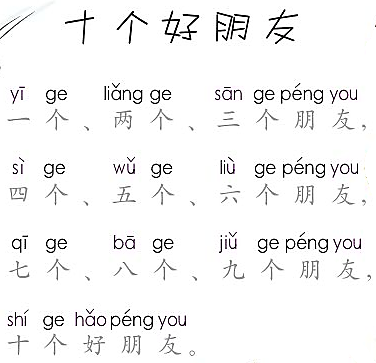 十个好朋友
yī ge liǎng ge sān ge péng you
一个、两个、三个朋友,
sì ge wǔ ge liù ge péng you
四个、五个、六个朋友,
qī ge bā ge jiǔ ge péng you
七个、八个、九个朋友,
shí ge hǎo péng you
十个好朋友。